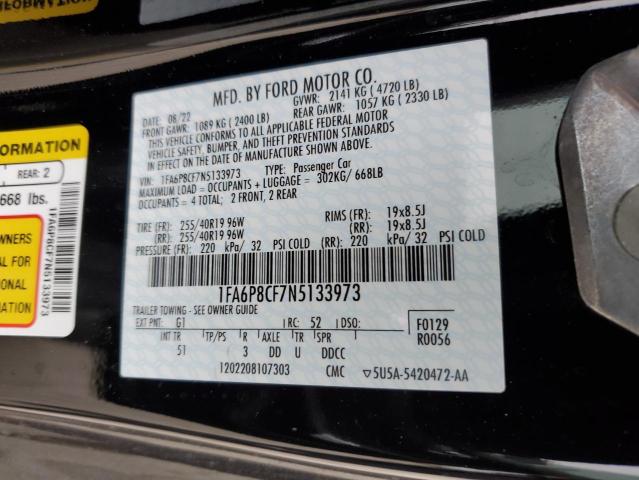 INFORMATION
FORMATION
REAR: 2
668 lbs.
1FA6P8CF7N5133973
WNERS
FOR
TIONAL
ATION
MFD. BY FORD MOTOR CO.
DATE: 08/22 GVWR: 2141 KG ( 4720 LB)
FRONT GAWR: 1089 KG ( 2400 LB) REAR GAWR: 1057 KG ( 2330 LB)
THIS VEHICLE CONFORMS TO ALL APPLICABLE FEDERAL MOTOR
VEHICLE SAFETY, BUMPER, AND THEFT PREVENTION STANDARDS
IN EFFECT ON THE DATE OF MANUFACTURE SHOWN ABOVE.
VIN: 1FA6P8CF7N5133973 TYPE: Passenger Car
MAXIMUM LOAD = OCCUPANTS + LUGGAGE = 302KG/ 668LB
OCCUPANTS = 4 TOTAL; 2 FRONT, 2 REAR
TIRE (FR): 255/40R19 96W RIMS (FR): 19x8.5J
(RR): 255/40R19 96W (RR): 19x8.5J
PRESSURE (FR): 220 kPa/ 32 PSI COLD (RR): 220 kPa/ 32 PSI COLD
1FA6P8CF7N5133973
TRAILER TOWING - SEE OWNER GUIDE
EXT PNT: G1 RC: 52 DSO: F0129
INT TR TP/PS R AXLE TR SPR R0056
51 3 DD U DDCC
1202208107303 CMC ▽5U5A-5420472-AA